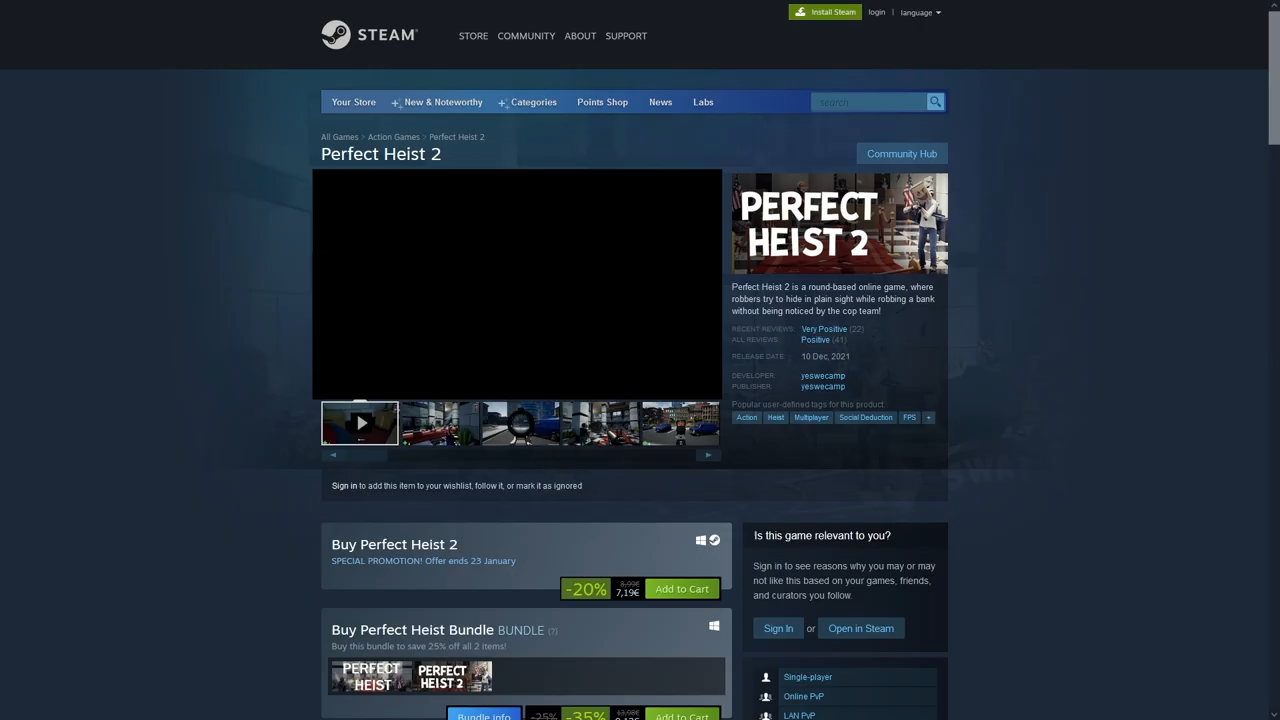 Install Steam login | language
STEAM
STORE COMMUNITY ABOUT SUPPORT
Your Store New & Noteworthy Categories Points Shop News Labs search
All Games > Action Games > Perfect Heist 2
Perfect Heist 2
Community Hub
PERFECT
HEIST 2
Perfect Heist 2 is a round-based online game, where
robbers try to hide in plain sight while robbing a bank
without being noticed by the cop team!
RECENT REVIEWS: Very Positive (22)
ALL REVIEWS: Positive (41)
RELEASE DATE: 10 Dec, 2021
DEVELOPER: yeswecamp
PUBLISHER: yeswecamp
Popular user-defined tags for this product:
Action Heist Multiplayer Social Deduction FPS +
Sign in to add this item to your wishlist, follow it, or mark it as ignored
Buy Perfect Heist 2
SPECIAL PROMOTION! Offer ends 23 January
-20% 8,99€ 7,19€ Add to Cart
Buy Perfect Heist Bundle BUNDLE (?)
Buy this bundle to save 25% off all 2 items!
PERFECT HEIST PERFECT HEIST 2
Bundle info -25% -35% 13,98€ Add to Cart
Is this game relevant to you?
Sign in to see reasons why you may or may
not like this based on your games, friends,
and curators you follow.
Sign In or Open in Steam
Single-player
Online PvP
LAN PvP